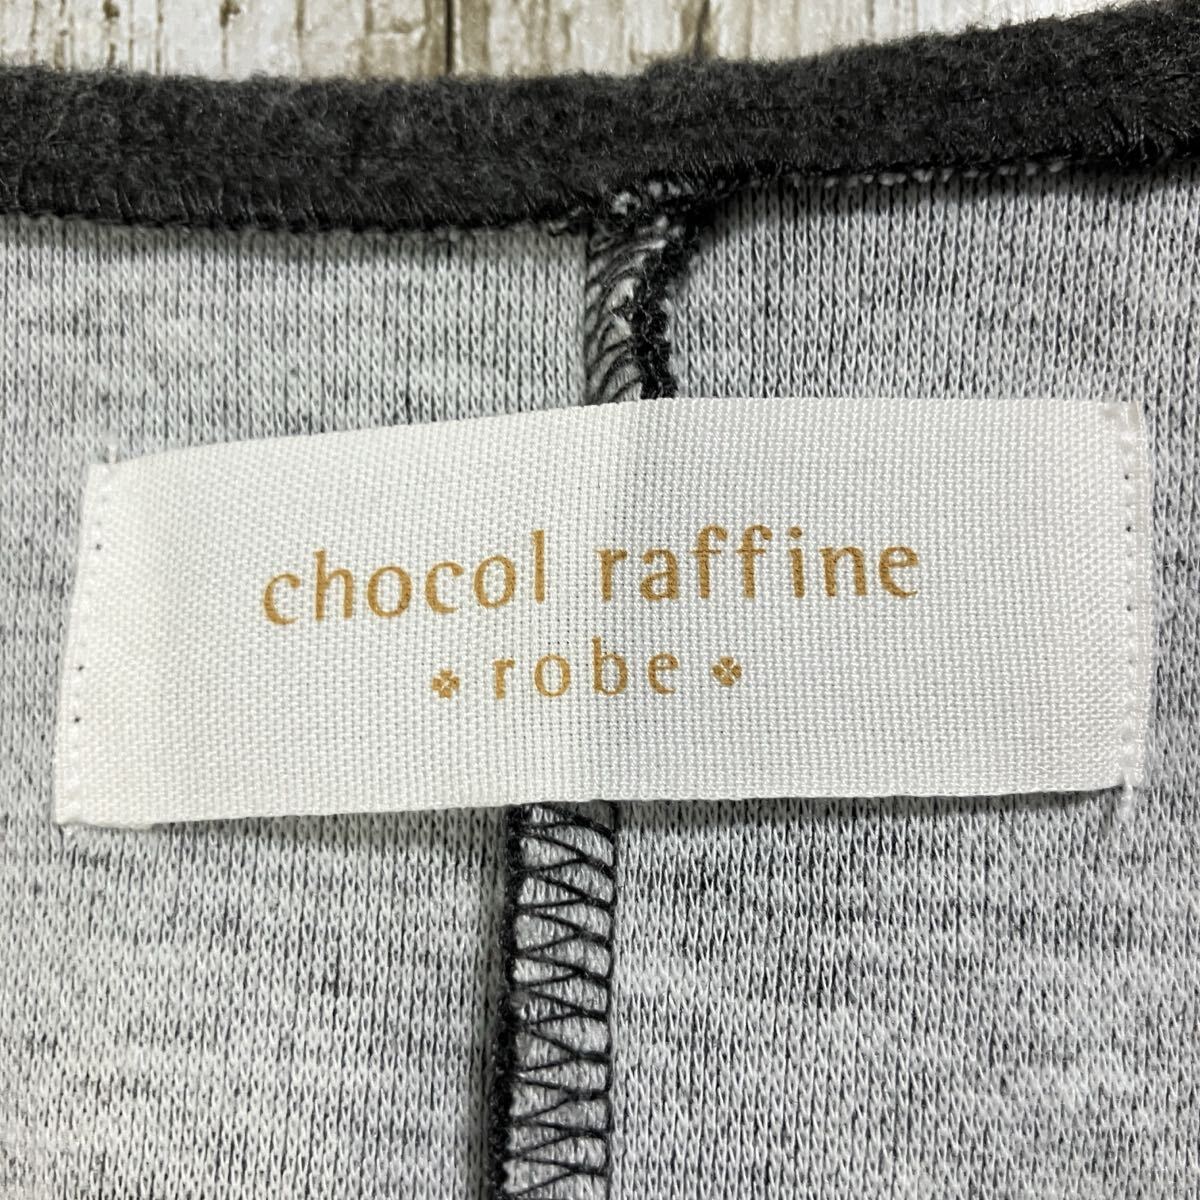 chocol raffine
robe